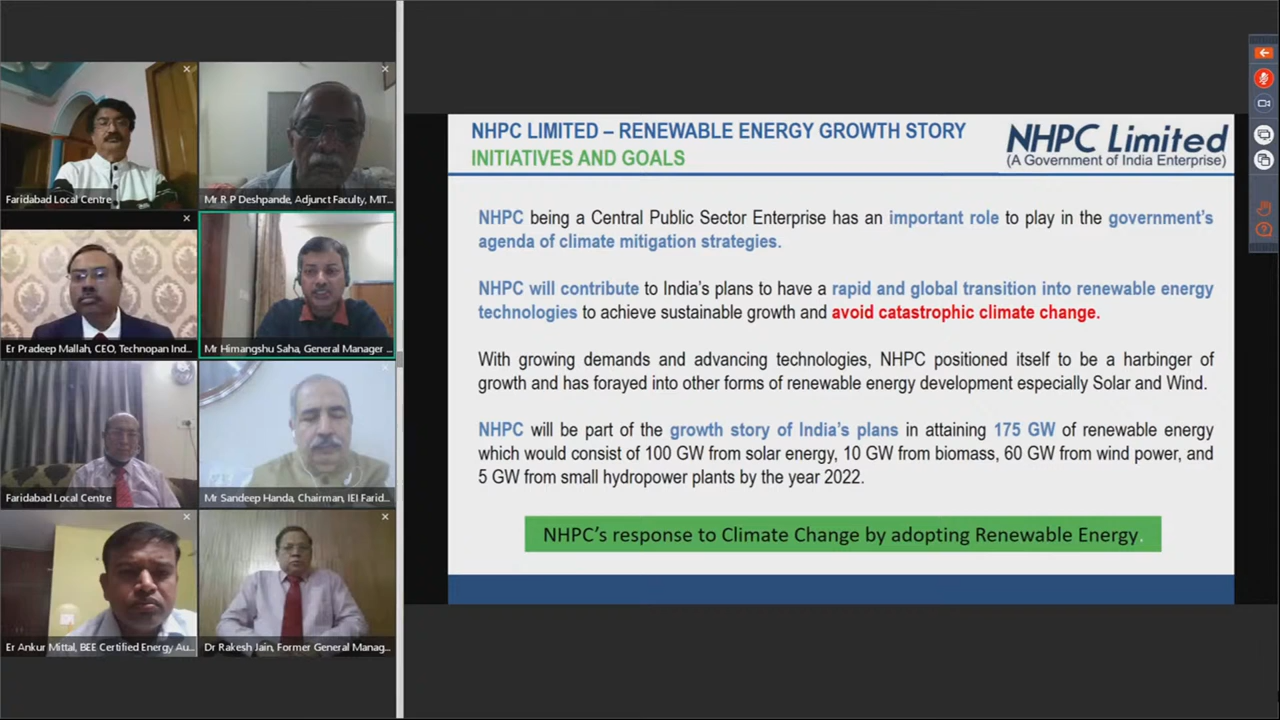 Faridabad Local Centre
Mr R P Deshpande, Adjunct Faculty, MIT...
Er Pradeep Mallah, CEO, Technopan Ind...
Mr Himangshu Saha, General Manager ...
Faridabad Local Centre
Mr Sandeep Handa, Chairman, IEI Farid...
Er Ankur Mittal, BEE Certified Energy Au...
Dr Rakesh Jain, Former General Manag...
NHPC LIMITED – RENEWABLE ENERGY GROWTH STORY
INITIATIVES AND GOALS
NHPC Limited
(A Government of India Enterprise)
NHPC being a Central Public Sector Enterprise has an important role to play in the government's
agenda of climate mitigation strategies.
NHPC will contribute to India's plans to have a rapid and global transition into renewable energy
technologies to achieve sustainable growth and avoid catastrophic climate change.
With growing demands and advancing technologies, NHPC positioned itself to be a harbinger of
growth and has forayed into other forms of renewable energy development especially Solar and Wind.
NHPC will be part of the growth story of India's plans in attaining 175 GW of renewable energy
which would consist of 100 GW from solar energy, 10 GW from biomass, 60 GW from wind power, and
5 GW from small hydropower plants by the year 2022.
NHPC's response to Climate Change by adopting Renewable Energy.